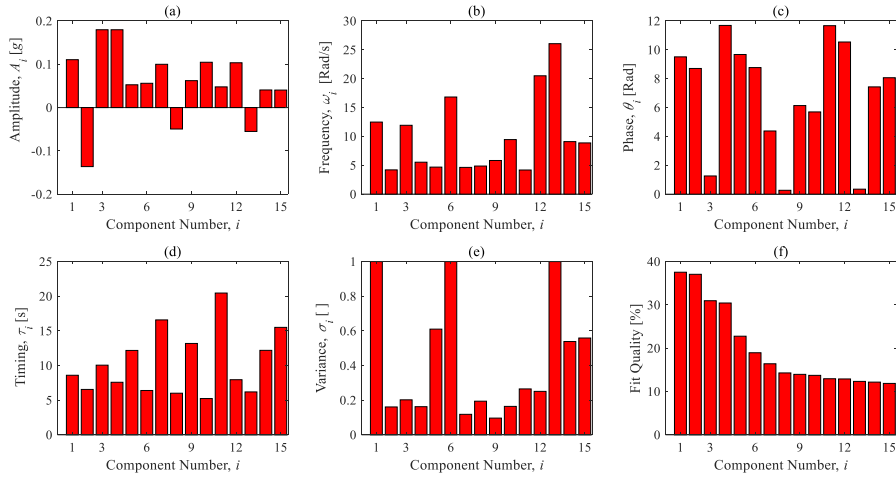 (a)
0.2
0.1
0
-0.1
-0.2
Amplitude, A_i [g]
1 3 6 9 12 15
Component Number, i
(b)
30
25
20
15
10
5
0
Frequency, ω_i [Rad/s]
1 3 6 9 12 15
Component Number, i
(c)
12
10
8
6
4
2
0
Phase, θ_i [Rad]
1 3 6 9 12 15
Component Number, i
(d)
25
20
15
10
5
0
Timing, τ_i [s]
1 3 6 9 12 15
Component Number, i
(e)
1
0.8
0.6
0.4
0.2
0
Variance, σ_i [ ]
1 3 6 9 12 15
Component Number, i
(f)
40
30
20
10
0
Fit Quality [%]
1 3 6 9 12 15
Component Number, i